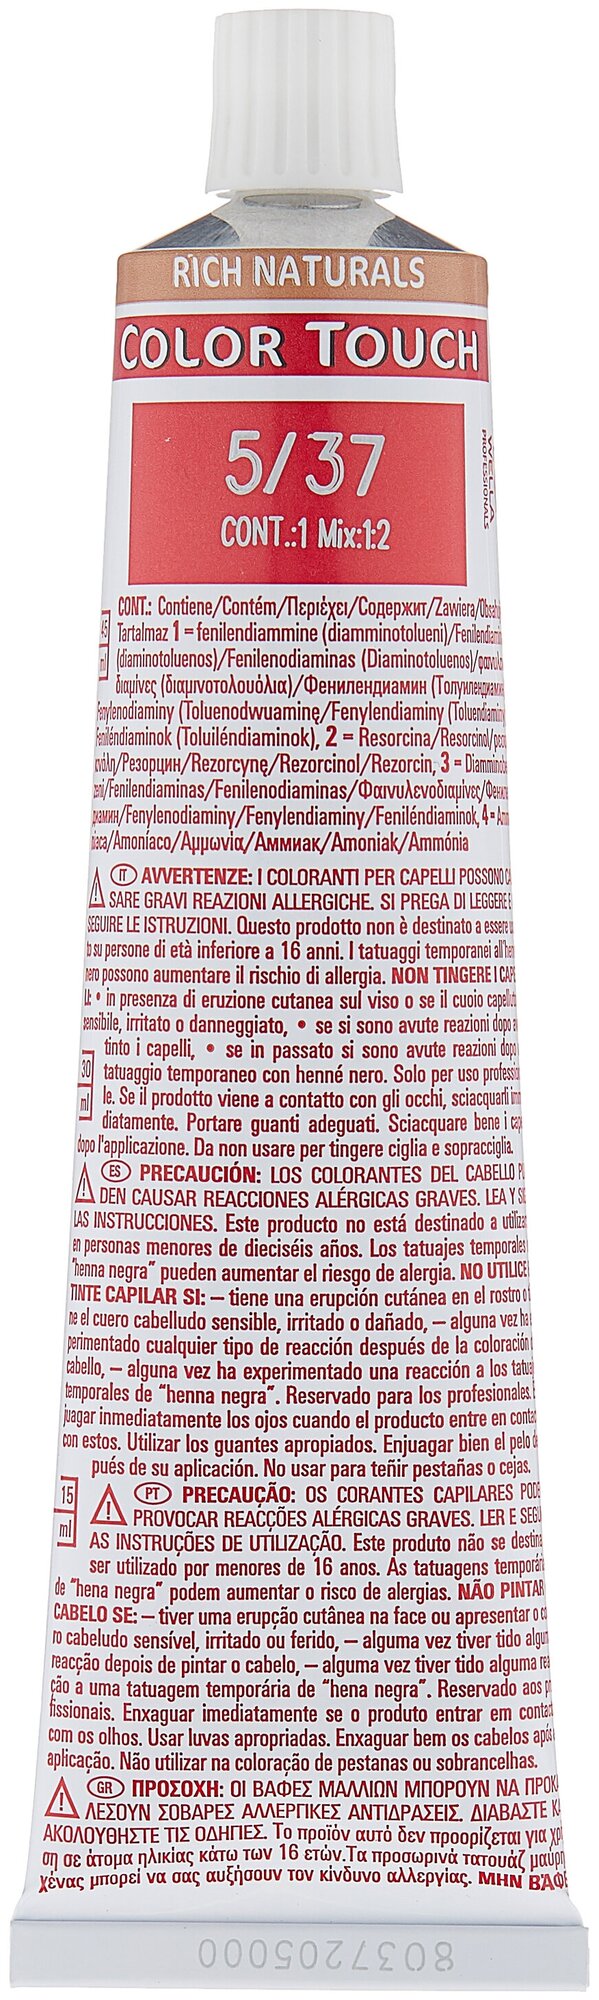 RICH NATURALS
COLOR TOUCH
5/37
CONT.:1 Mix:1:2
WELLA
PROFESSIONALS
CONT.: Contiene/Contém/Περιέχει/Содержит/Zawiera/
45
ml
Tartalmaz 1 = fenilendiammine (diamminotolueni)/
(diaminotoluenos)/Fenilenodiaminas (Diaminotoluenos)/
διαμίνες (διαμινοτολουόλια)/Фенилендиамин
Fenylenodiaminy (Toluenodwuaminę/Fenylendiaminy
Feniléndiaminok (Toluiléndiaminok), 2 = Resorcina/Resorcinol/
/Резорцин/Rezorcynę/Rezorcinol/Rezorcin, 3 =
/Fenilendiaminas/Fenilenodiaminas/Φαινυλενοδιαμίνες/
/Fenylenodiaminy/Fenylendiaminy/Feniléndiaminok, 4 =
/Amoníaco/Αμμωνία/Аммиак/Amoniak/Ammónia
IT AVVERTENZE: I COLORANTI PER CAPELLI POSSONO
SARE GRAVI REAZIONI ALLERGICHE. SI PREGA DI LEGGERE E
SEGUIRE LE ISTRUZIONI. Questo prodotto non è destinato a essere
to su persone di età inferiore a 16 anni. I tatuaggi temporanei
nero possono aumentare il rischio di allergia. NON TINGERE I
LI: • in presenza di eruzione cutanea sul viso o se il cuoio
sensibile, irritato o danneggiato, • se si sono avute reazioni dopo
tinto i capelli, • se in passato si sono avute reazioni dopo
30
ml
tatuaggio temporaneo con henné nero. Solo per uso
le. Se il prodotto viene a contatto con gli occhi, sciacquarli
diatamente. Portare guanti adeguati. Sciacquare bene i
dopo l'applicazione. Da non usare per tingere ciglia e sopracciglia.
ES PRECAUCIÓN: LOS COLORANTES DEL CABELLO
DEN CAUSAR REACCIONES ALÉRGICAS GRAVES. LEA Y
LAS INSTRUCCIONES. Este producto no está destinado a
en personas menores de dieciséis años. Los tatuajes temporales
"henna negra" pueden aumentar el riesgo de alergia. NO UTILICE
TINTE CAPILAR SI: – tiene una erupción cutánea en el rostro o
ne el cuero cabelludo sensible, irritado o dañado, – alguna vez
perimentado cualquier tipo de reacción después de la coloración
cabello, – alguna vez ha experimentado una reacción a los
temporales de "henna negra". Reservado para los profesionales.
juagar inmediatamente los ojos cuando el producto entre en
con estos. Utilizar los guantes apropiados. Enjuagar bien el pelo
pués de su aplicación. No usar para teñir pestañas o cejas.
15
ml
PT PRECAUÇÃO: OS CORANTES CAPILARES
PROVOCAR REACÇÕES ALÉRGICAS GRAVES. LER E
AS INSTRUÇÕES DE UTILIZAÇÃO. Este produto não se
ser utilizado por menores de 16 anos. As tatuagens
de "hena negra" podem aumentar o risco de alergias. NÃO PINTAR
CABELO SE: – tiver uma erupção cutânea na face ou apresentar o
ro cabeludo sensível, irritado ou ferido, – alguma vez tiver tido
reacção depois de pintar o cabelo, – alguma vez tiver tido alguma
ção a uma tatuagem temporária de "hena negra". Reservado aos
fissionais. Enxaguar imediatamente se o produto entrar em
com os olhos. Usar luvas apropriadas. Enxaguar bem os cabelos após
aplicação. Não utilizar na coloração de pestanas ou sobrancelhas.
GR ΠΡΟΣΟΧΗ: ΟΙ ΒΑΦΕΣ ΜΑΛΛΙΩΝ ΜΠΟΡΟΥΝ ΝΑ
ΛΕΣΟΥΝ ΣΟΒΑΡΕΣ ΑΛΛΕΡΓΙΚΕΣ ΑΝΤΙΔΡΑΣΕΙΣ. ΔΙΑΒΑΣΤΕ
ΑΚΟΛΟΥΘΗΣΤΕ ΤΙΣ ΟΔΗΓΙΕΣ. Το προϊόν αυτό δεν προορίζεται για
ση σε άτομα ηλικίας κάτω των 16 ετών. Τα προσωρινά τατουάζ
χένας μπορεί να σας αυξήσουν τον κίνδυνο αλλεργίας. ΜΗΝ
8037205000